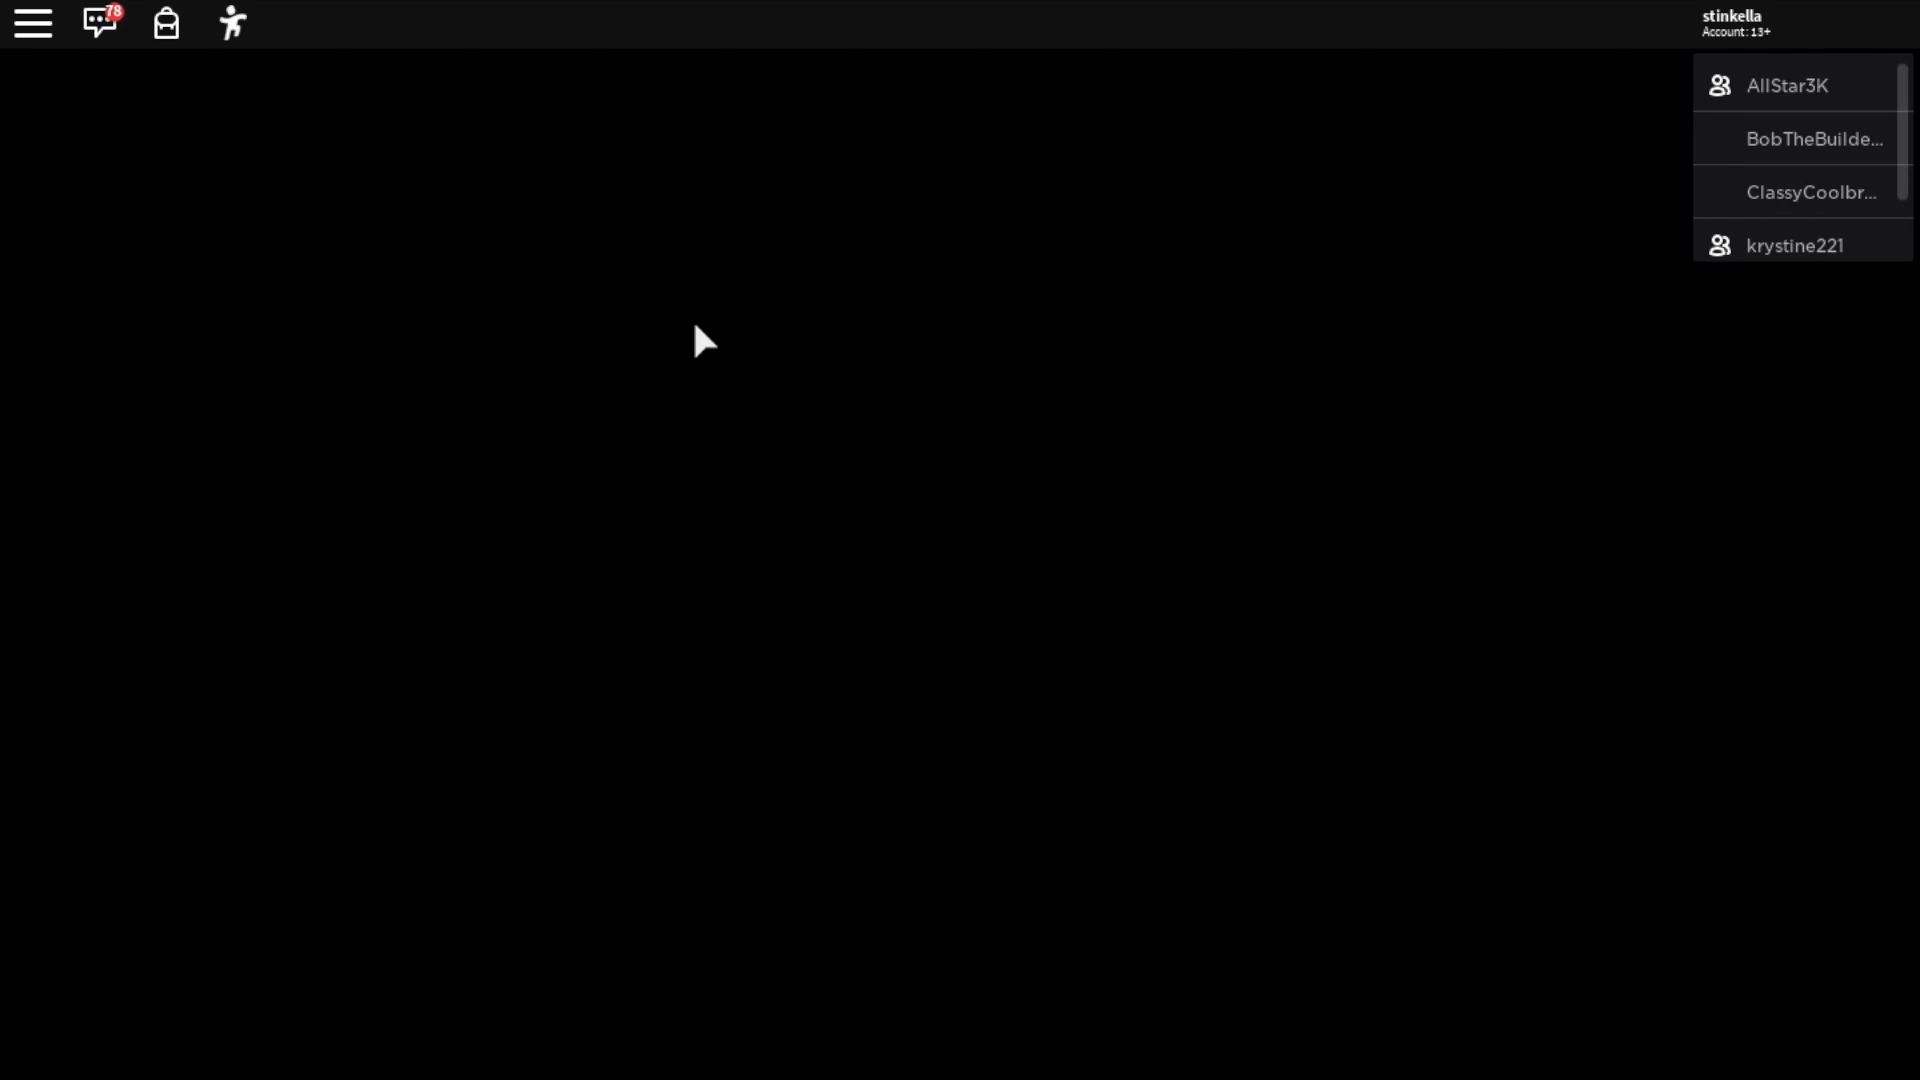 78
stinkella
Account: 13+
AllStar3K
BobTheBuilde...
ClassyCoolbr...
krystine221